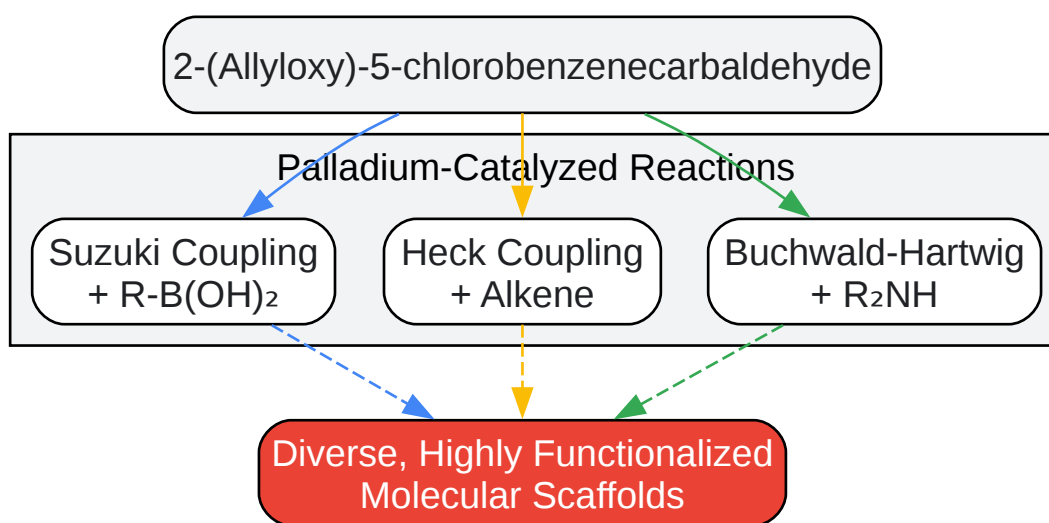 2-(Allyloxy)-5-chlorobenzenecarbaldehyde
Palladium-Catalyzed Reactions
Suzuki Coupling
+ R-B(OH)₂
Heck Coupling
+ Alkene
Buchwald-Hartwig
+ R₂NH
Diverse, Highly Functionalized
Molecular Scaffolds